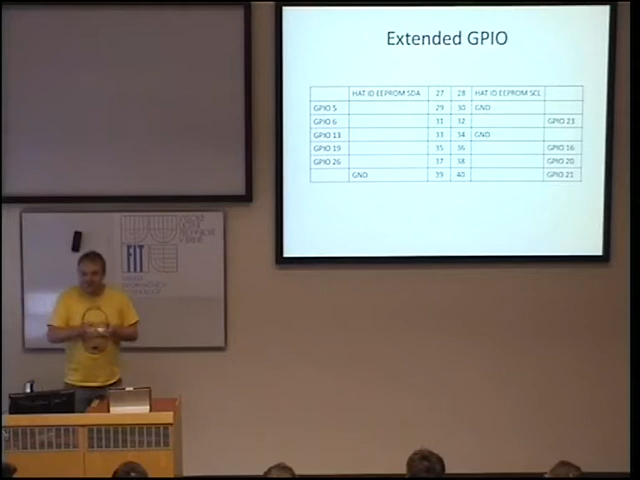 Extended GPIO
HAT ID EEPROM SDA 27 28 HAT ID EEPROM SCL
GPIO 5 29 30 GND
GPIO 6 31 32 GPIO 23
GPIO 13 33 34 GND
GPIO 19 35 36 GPIO 16
GPIO 26 37 38 GPIO 20
GND 39 40 GPIO 21
FIT